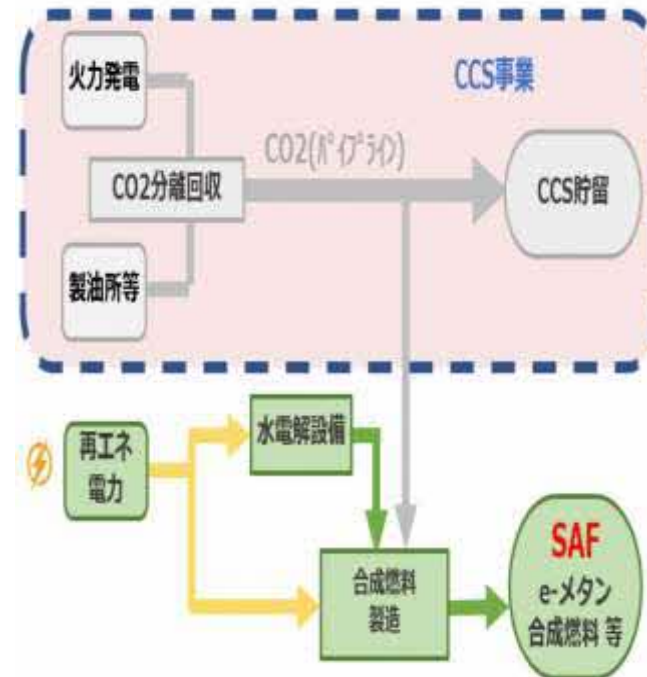 火力発電
CCS事業
CO2(ﾊﾟｲﾌﾟﾗｲﾝ)
CO2分離回収
CCS貯留
製油所等
水電解設備
再エネ
電力
合成燃料
製造
SAF
e-メタン
合成燃料 等